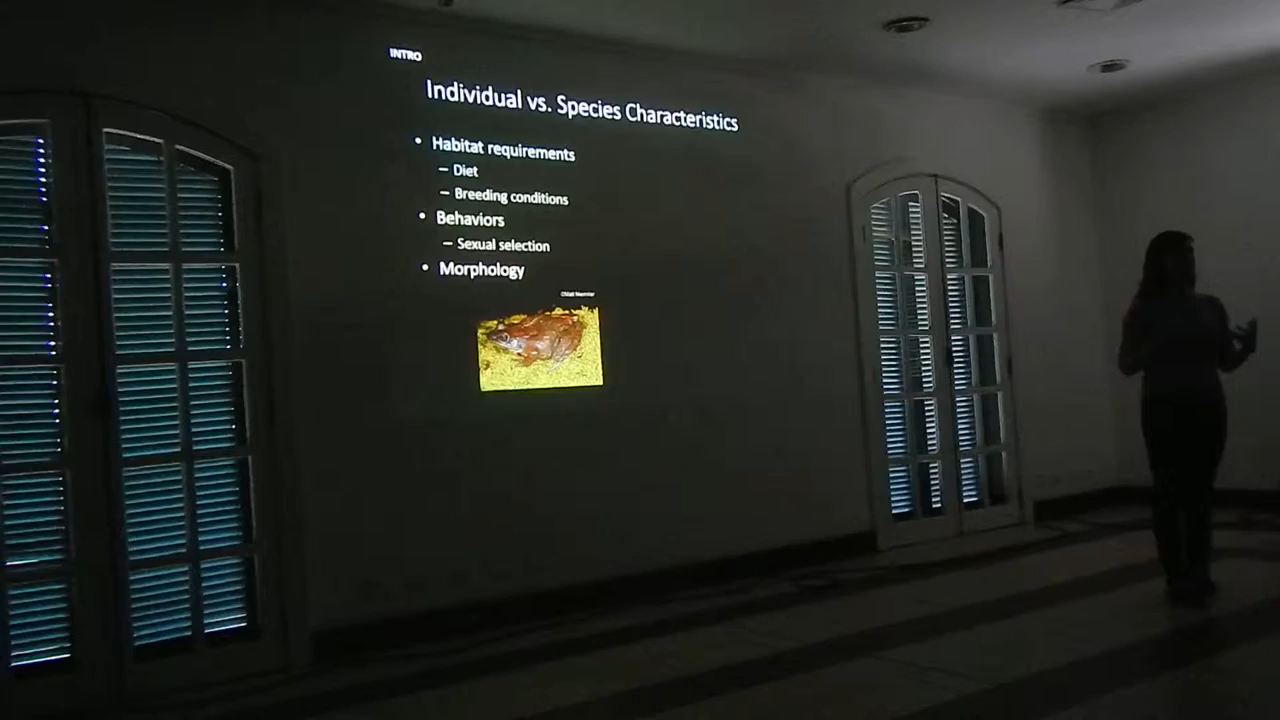 INTRO
Individual vs. Species Characteristics
• Habitat requirements
– Diet
– Breeding conditions
• Behaviors
– Sexual selection
• Morphology